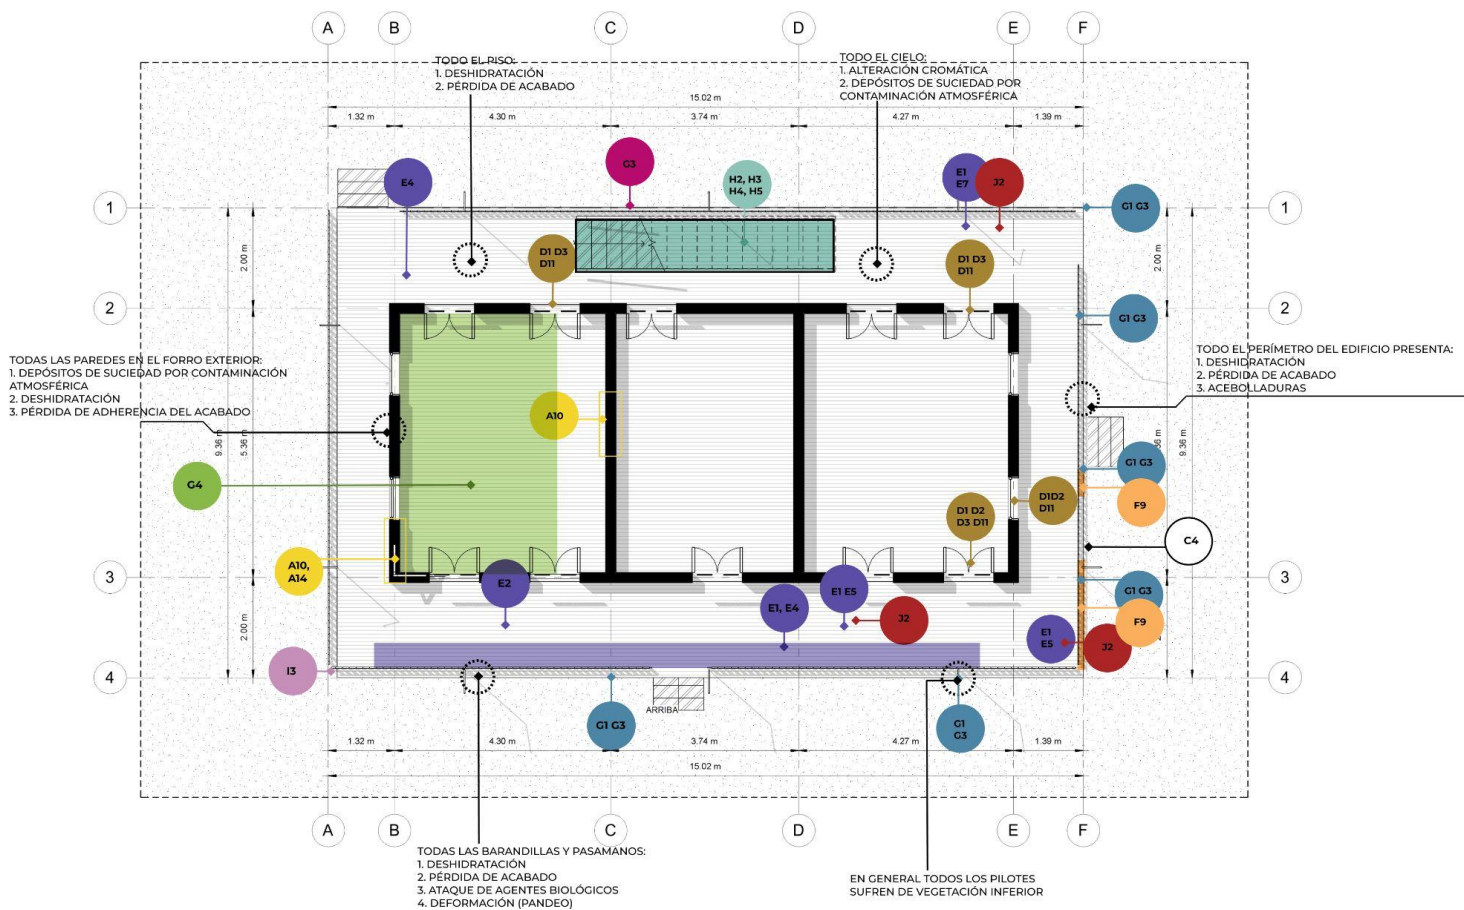 A
B
C
D
E
F
TODO EL PISO:
1. DESHIDRATACIÓN
2. PÉRDIDA DE ACABADO
TODO EL CIELO:
1. ALTERACIÓN CROMÁTICA
2. DEPÓSITOS DE SUCIEDAD POR
CONTAMINACIÓN ATMOSFÉRICA
15.02 m
1.32 m
4.30 m
3.74 m
4.27 m
1.39 m
E4
G3
H2, H3
H4, H5
E1
E7
J2
G1 G3
1
1
2.00 m
2.00 m
D1 D3
D11
D1 D3
D11
2
2
G1 G3
TODAS LAS PAREDES EN EL FORRO EXTERIOR:
1. DEPÓSITOS DE SUCIEDAD POR CONTAMINACIÓN
ATMOSFÉRICA
2. DESHIDRATACIÓN
3. PÉRDIDA DE ADHERENCIA DEL ACABADO
TODO EL PERÍMETRO DEL EDIFICIO PRESENTA:
1. DESHIDRATACIÓN
2. PÉRDIDA DE ACABADO
3. ACEBOLLADURAS
9.36 m
5.36 m
A10
9.36 m
G1 G3
G4
F9
D1D2
D11
D1 D2
D3 D11
C4
A10,
A14
3
3
E2
E1 E5
G1 G3
E1, E4
J2
F9
2.00 m
E1
E5
J2
I3
4
4
ARRIBA
G1 G3
G1
G3
1.32 m
4.30 m
3.74 m
4.27 m
1.39 m
15.02 m
A
B
C
D
E
F
TODAS LAS BARANDILLAS Y PASAMANOS:
1. DESHIDRATACIÓN
2. PÉRDIDA DE ACABADO
3. ATAQUE DE AGENTES BIOLÓGICOS
4. DEFORMACIÓN (PANDEO)
EN GENERAL TODOS LOS PILOTES
SUFREN DE VEGETACIÓN INFERIOR